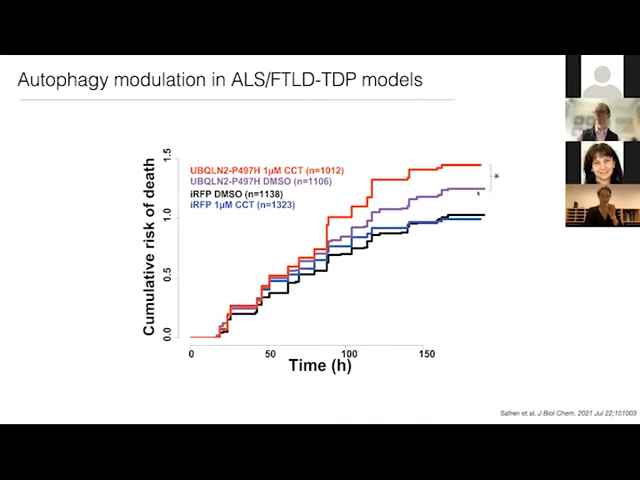 Autophagy modulation in ALS/FTLD-TDP models
UBQLN2-P497H 1µM CCT (n=1012)
UBQLN2-P497H DMSO (n=1106)
iRFP DMSO (n=1138)
iRFP 1µM CCT (n=1323)
*
Cumulative risk of death
1.5
1.0
0.5
0.0
0
50
100
150
Time (h)
Safren et al. J Biol Chem. 2021 Jul 22;101003